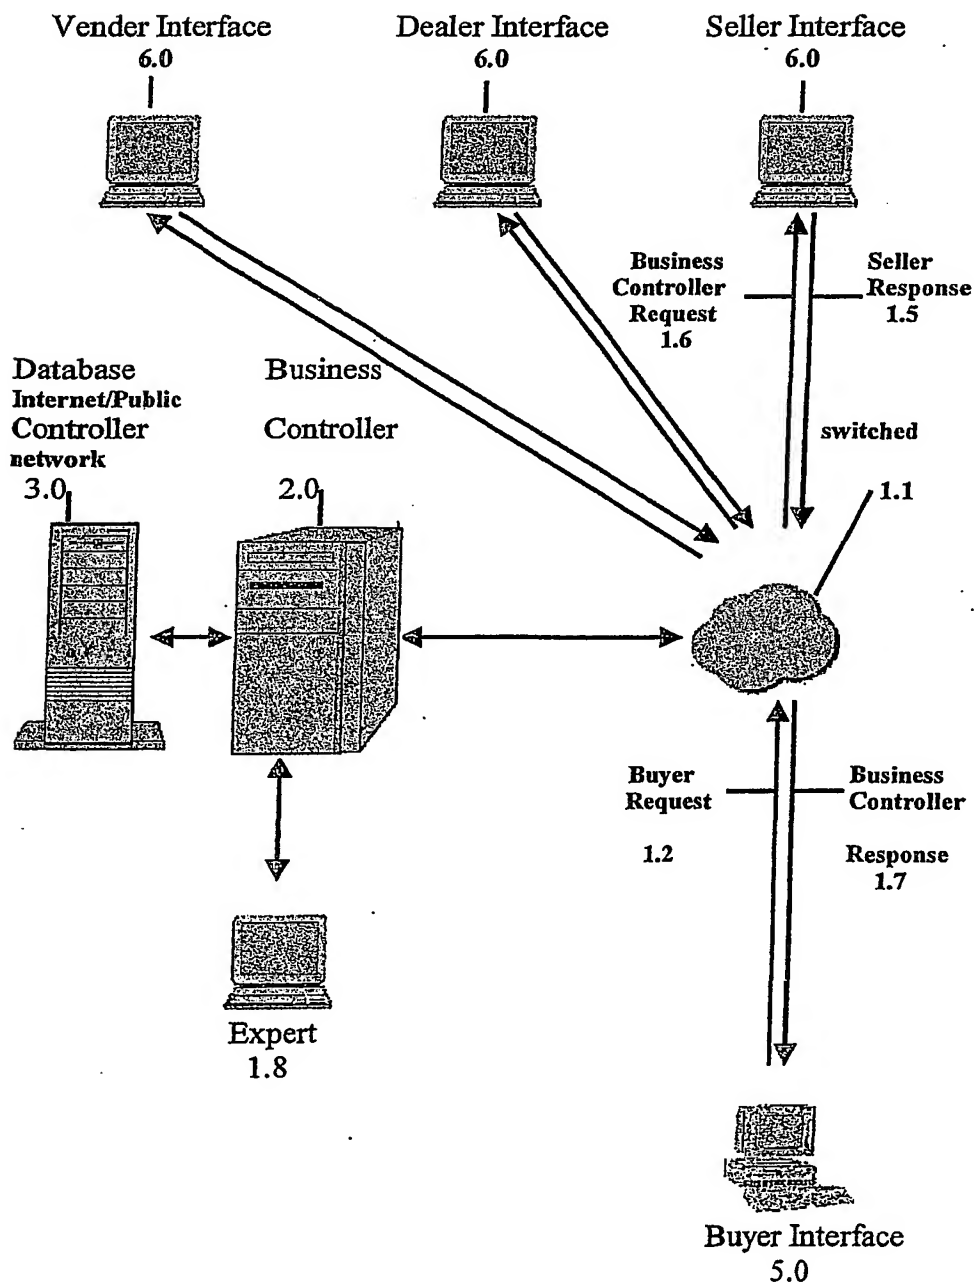 Vender Interface
6.0
Dealer Interface
6.0
Seller Interface
6.0
Business
Controller
Request
1.6
Seller
Response
1.5
Database
Internet/Public
Controller
network
3.0
Business
Controller
2.0
switched
1.1
Buyer
Request
1.2
Business
Controller
Response
1.7
Expert
1.8
Buyer Interface
5.0